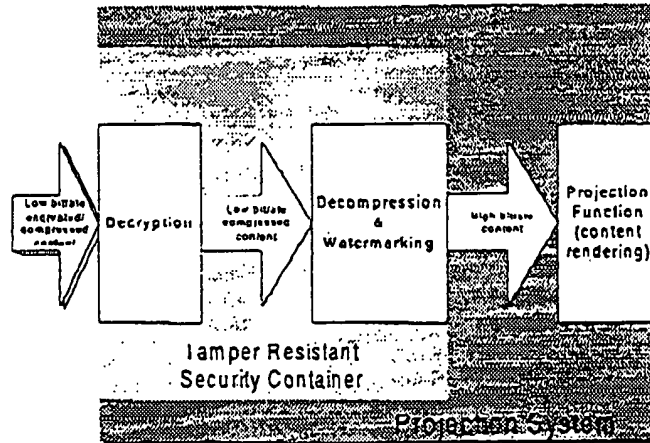 Low bitrate
encrypted/
compressed
content
Decryption
Low bitrate
compressed
content
Decompression
&
Watermarking
High bitrate
content
Projection
Function
(content
rendering)
Tamper Resistant
Security Container
Projection System